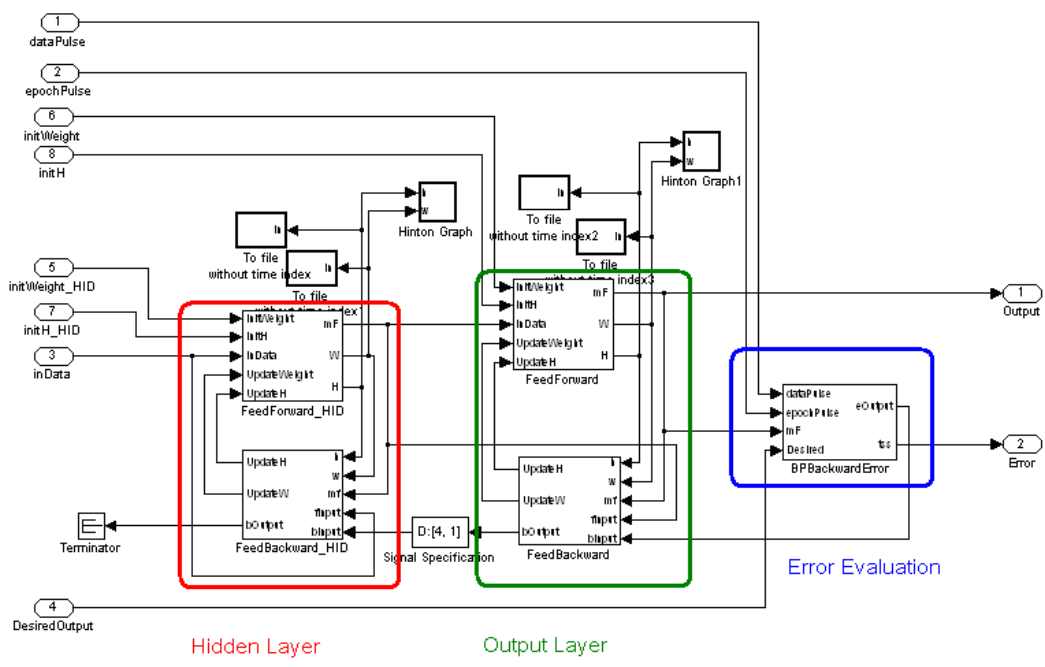 1
dataPulse
2
epochPulse
6
initWeight
8
initH
h
w
Hinton Graph1
In
To file
without time index2
In
To file
without time index3
h
w
Hinton Graph
In
To file
without time index
In
To file
without time index1
5
initWeight_HID
7
initH_HID
3
inData
InitWeight
InitH
InData
UpdateWeight
UpdateH
mF
W
H
FeedForward_HID
InitWeight
InitH
InData
UpdateWeight
UpdateH
mF
W
H
FeedForward
1
Output
dataPulse
epochPulse
mF
Desired
eOutput
tss
BPBackwardError
2
Error
UpdateH
UpdateW
bOutput
h
w
mf
fInput
bInput
FeedBackward_HID
UpdateH
UpdateW
bOutput
h
w
mf
fInput
bInput
FeedBackward
Terminator
D:[4, 1]
Signal Specification
Error Evaluation
4
DesiredOutput
Hidden Layer
Output Layer